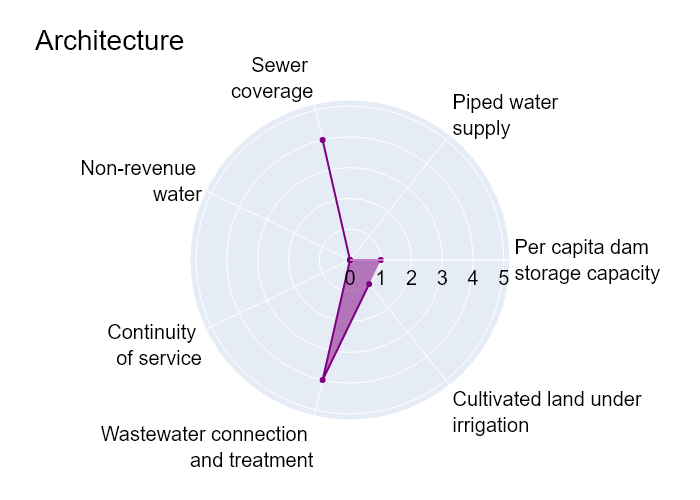 Architecture
Sewer
coverage
Piped water
supply
Non-revenue
water
Per capita dam
storage capacity
0 1 2 3 4 5
Continuity
of service
Cultivated land under
irrigation
Wastewater connection
and treatment